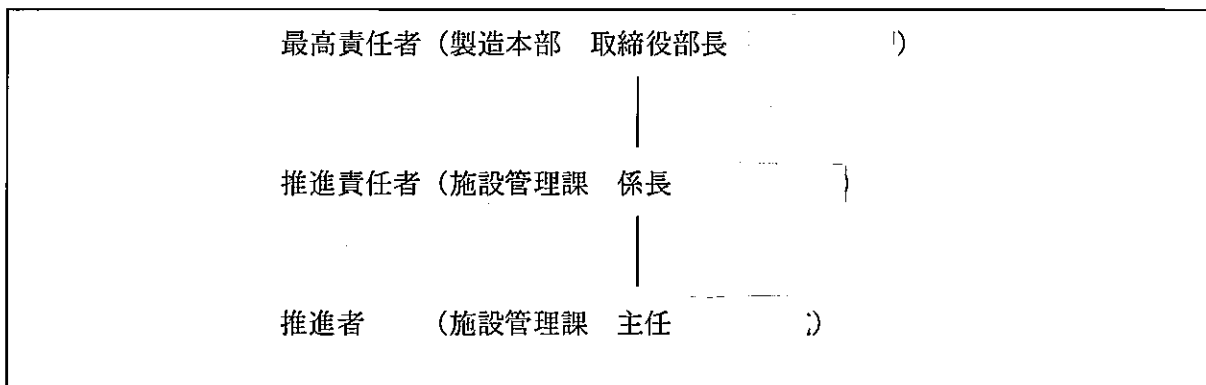 最高責任者（製造本部　取締役部長　　　　　）
推進責任者（施設管理課　係長　　　　　）
推進者　　（施設管理課　主任　　　　　）